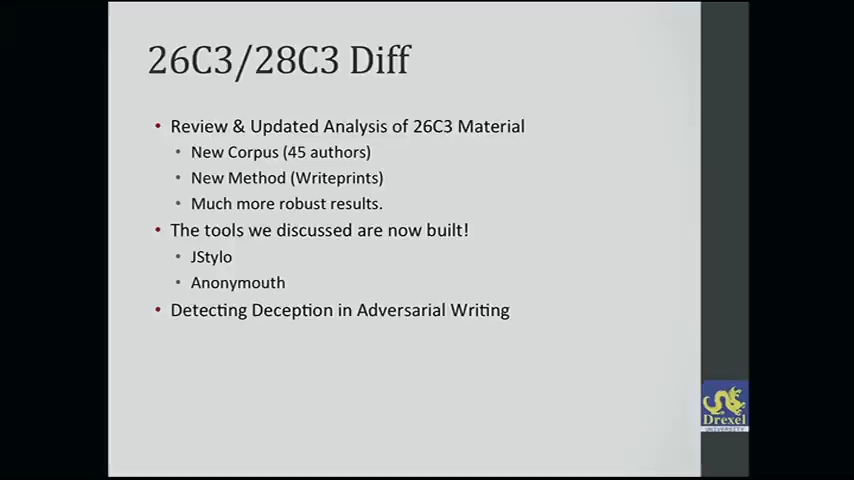 26C3/28C3 Diff
• Review & Updated Analysis of 26C3 Material
• New Corpus (45 authors)
• New Method (Writeprints)
• Much more robust results.
• The tools we discussed are now built!
• JStylo
• Anonymouth
• Detecting Deception in Adversarial Writing
Drexel
UNIVERSITY